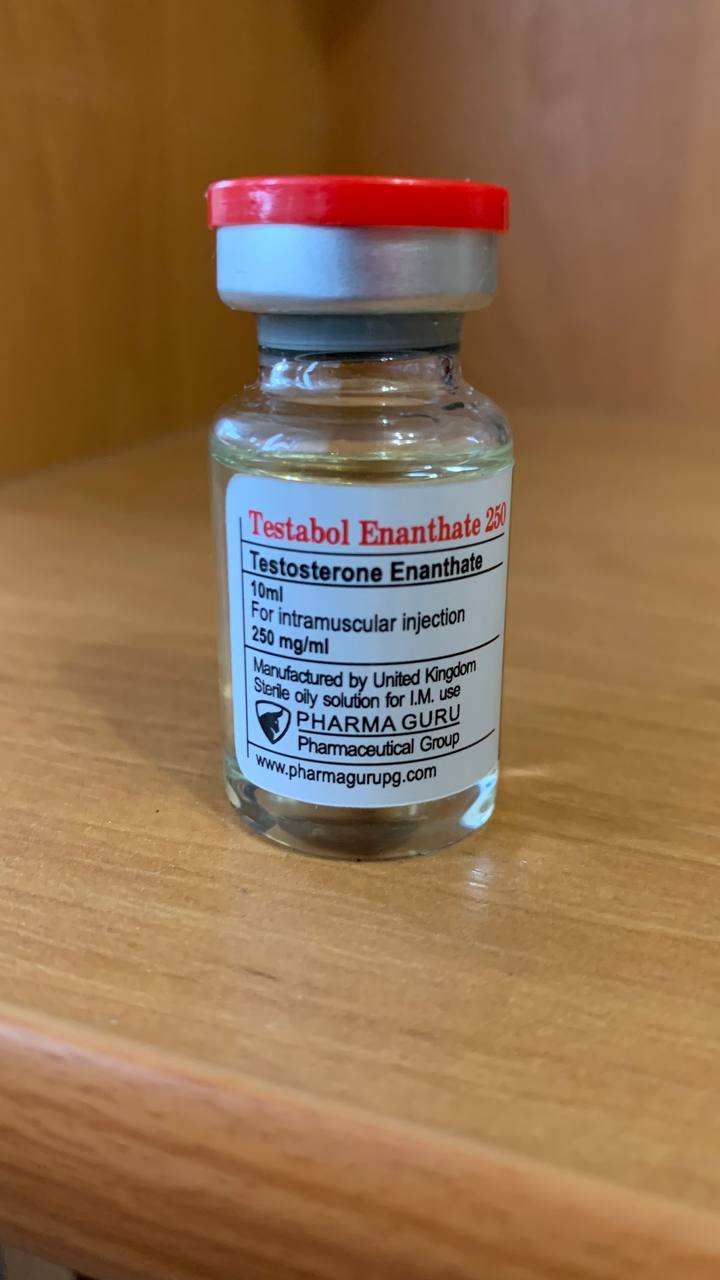 Testabol Enanthate 250
Testosterone Enanthate
10ml
For intramuscular injection
250 mg/ml
Manufactured by United Kingdom
Sterile oily solution for I.M. use
PHARMA GURU
Pharmaceutical Group
www.pharmagurupg.com